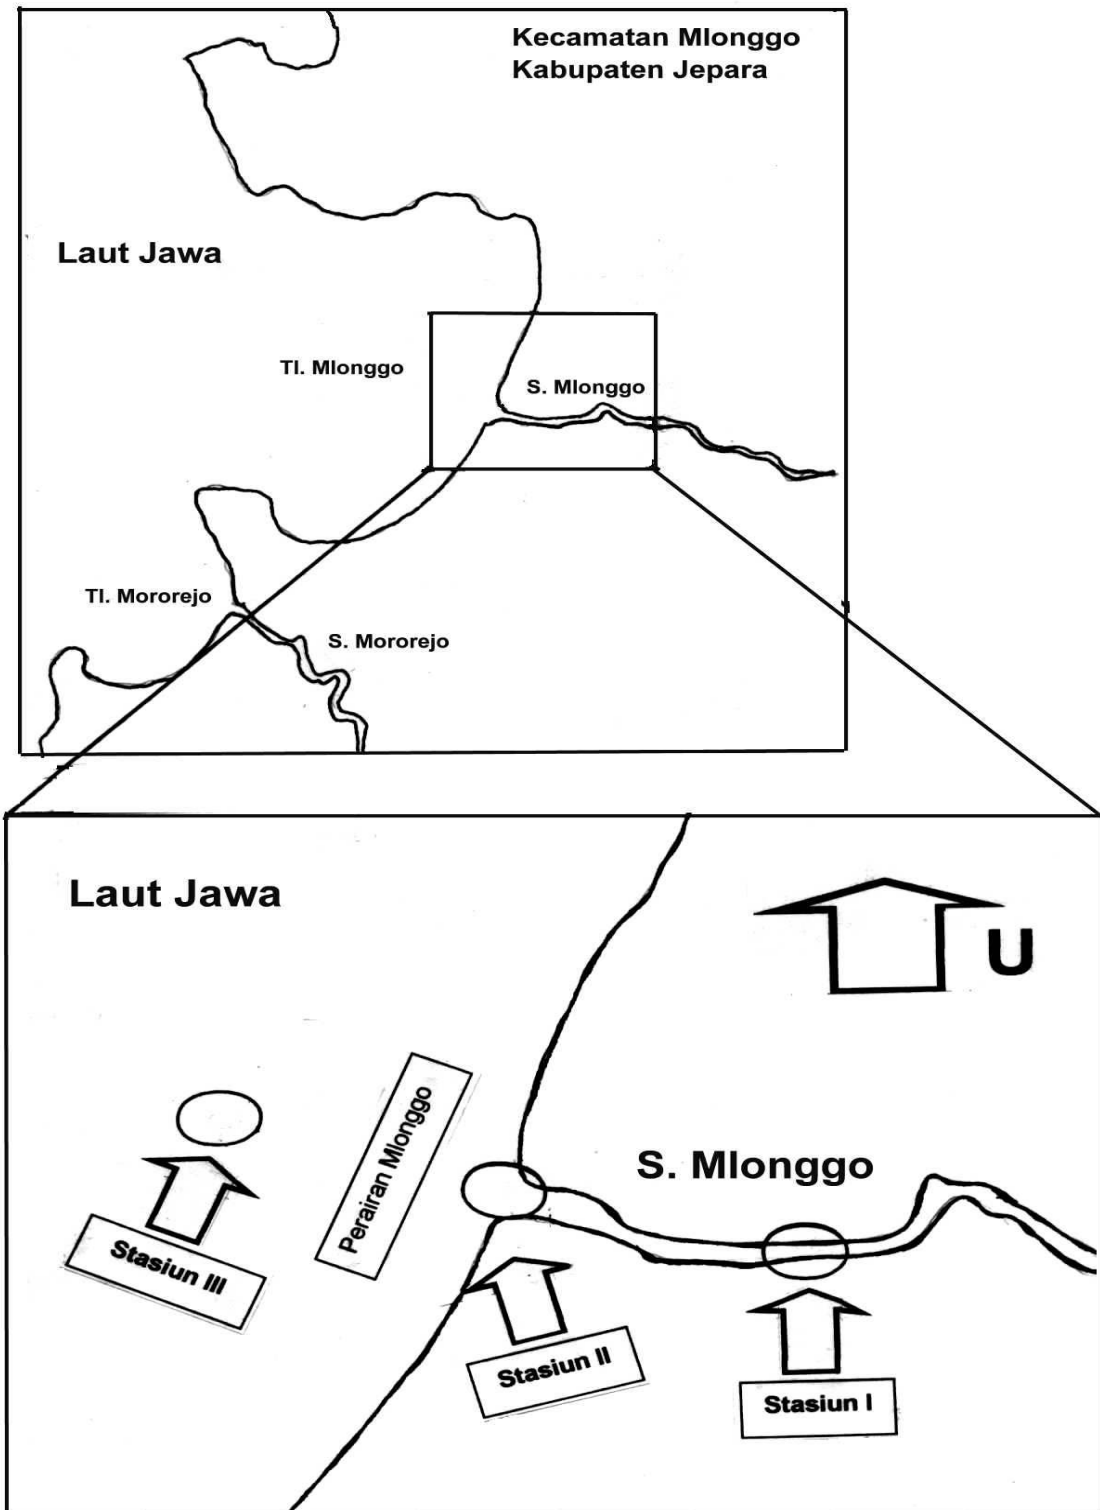 Kecamatan Mlonggo
Kabupaten Jepara
Laut Jawa
Tl. Mlonggo
S. Mlonggo
Tl. Mororejo
S. Mororejo
Laut Jawa
U
Perairan Mlonggo
S. Mlonggo
Stasiun III
Stasiun II
Stasiun I